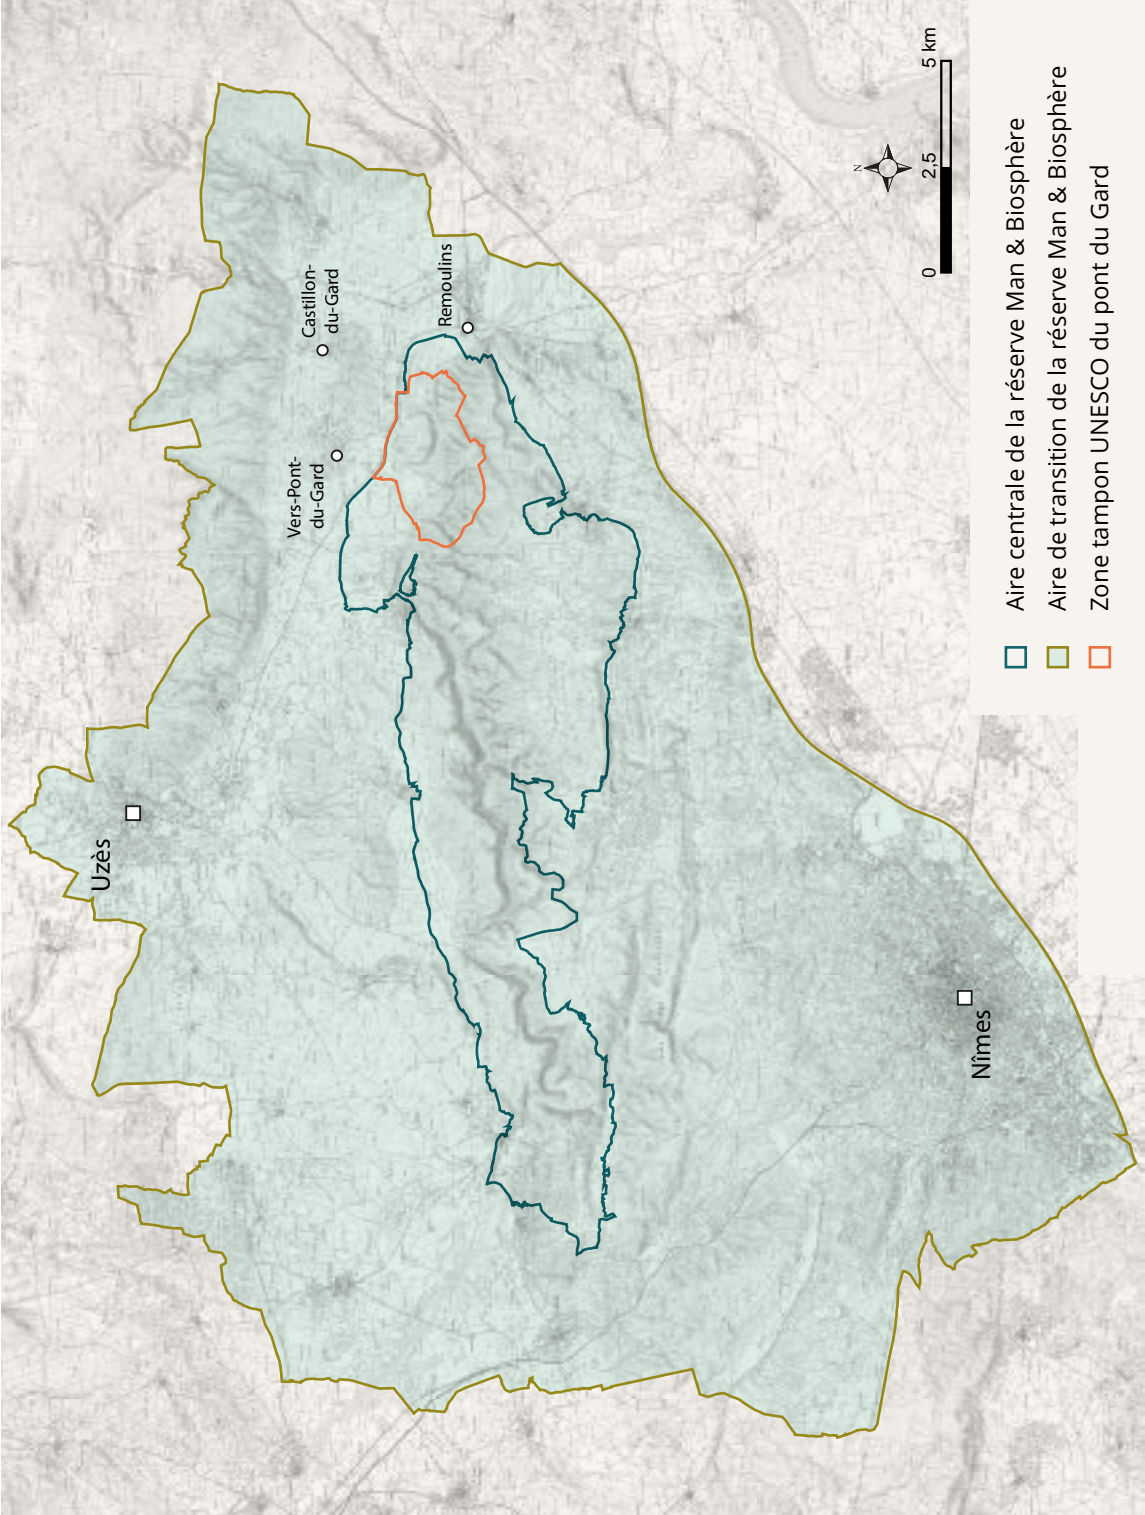 Uzès
Vers-Pont-
du-Gard
Castillon-
du-Gard
Remoulins
Nîmes
N
0 2,5 5 km
Aire centrale de la réserve Man & Biosphère
Aire de transition de la réserve Man & Biosphère
Zone tampon UNESCO du pont du Gard